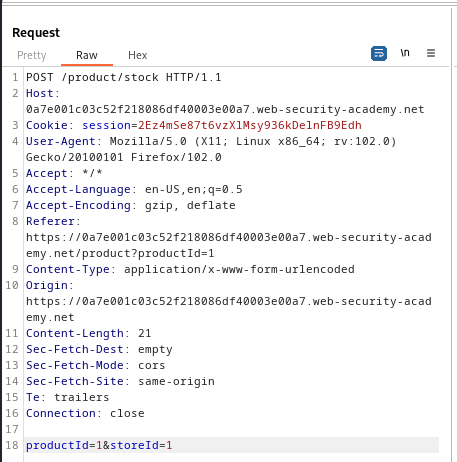 Request
Pretty Raw Hex \n
1 POST /product/stock HTTP/1.1
2 Host:
0a7e001c03c52f218086df40003e00a7.web-security-academy.net
3 Cookie: session=2Ez4mSe87t6vzXlMsy936kDelnFB9Edh
4 User-Agent: Mozilla/5.0 (X11; Linux x86_64; rv:102.0)
Gecko/20100101 Firefox/102.0
5 Accept: */*
6 Accept-Language: en-US,en;q=0.5
7 Accept-Encoding: gzip, deflate
8 Referer:
https://0a7e001c03c52f218086df40003e00a7.web-security-acad
emy.net/product?productId=1
9 Content-Type: application/x-www-form-urlencoded
10 Origin:
https://0a7e001c03c52f218086df40003e00a7.web-security-acad
emy.net
11 Content-Length: 21
12 Sec-Fetch-Dest: empty
13 Sec-Fetch-Mode: cors
14 Sec-Fetch-Site: same-origin
15 Te: trailers
16 Connection: close
17
18 productId=1&storeId=1